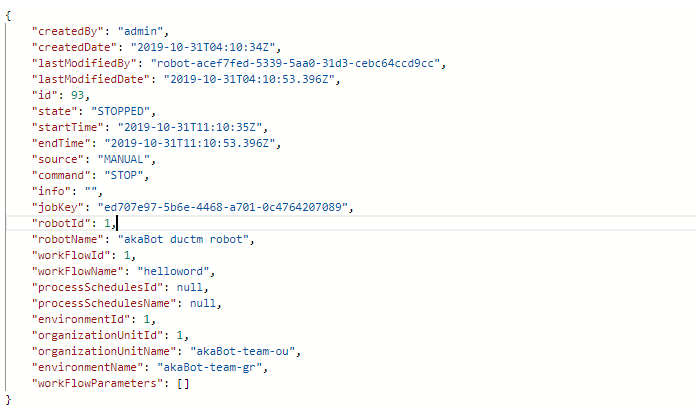 {
"createdBy": "admin",
"createdDate": "2019-10-31T04:10:34Z",
"lastModifiedBy": "robot-acef7fed-5339-5aa0-31d3-cebc64ccd9cc",
"lastModifiedDate": "2019-10-31T04:10:53.396Z",
"id": 93,
"state": "STOPPED",
"startTime": "2019-10-31T11:10:35Z",
"endTime": "2019-10-31T11:10:53.396Z",
"source": "MANUAL",
"command": "STOP",
"info": "",
"jobKey": "ed707e97-5b6e-4468-a701-0c4764207089",
"robotId": 1,
"robotName": "akaBot ductm robot",
"workFlowId": 1,
"workFlowName": "helloword",
"processSchedulesId": null,
"processSchedulesName": null,
"environmentId": 1,
"organizationUnitId": 1,
"organizationUnitName": "akaBot-team-ou",
"environmentName": "akaBot-team-gr",
"workFlowParameters": []
}